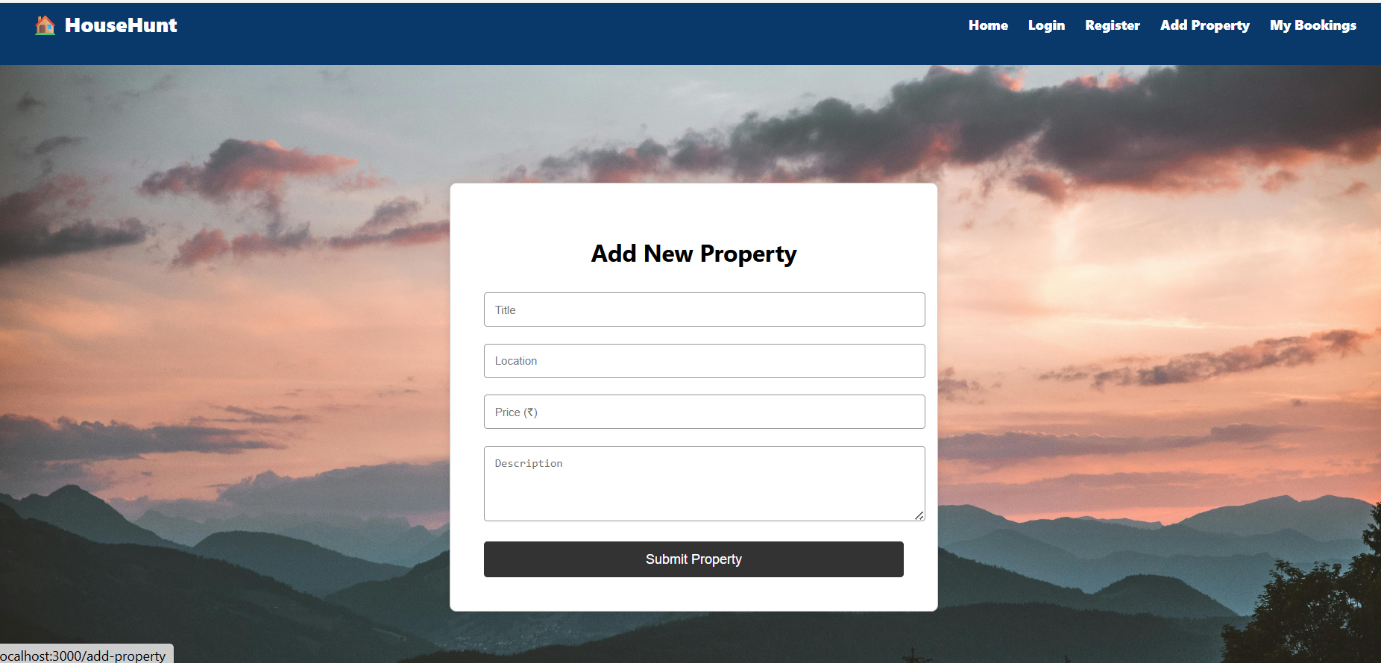 🏠 HouseHunt
Home Login Register Add Property My Bookings
Add New Property
Title
Location
Price (₹)
Description
Submit Property
ocalhost:3000/add-property